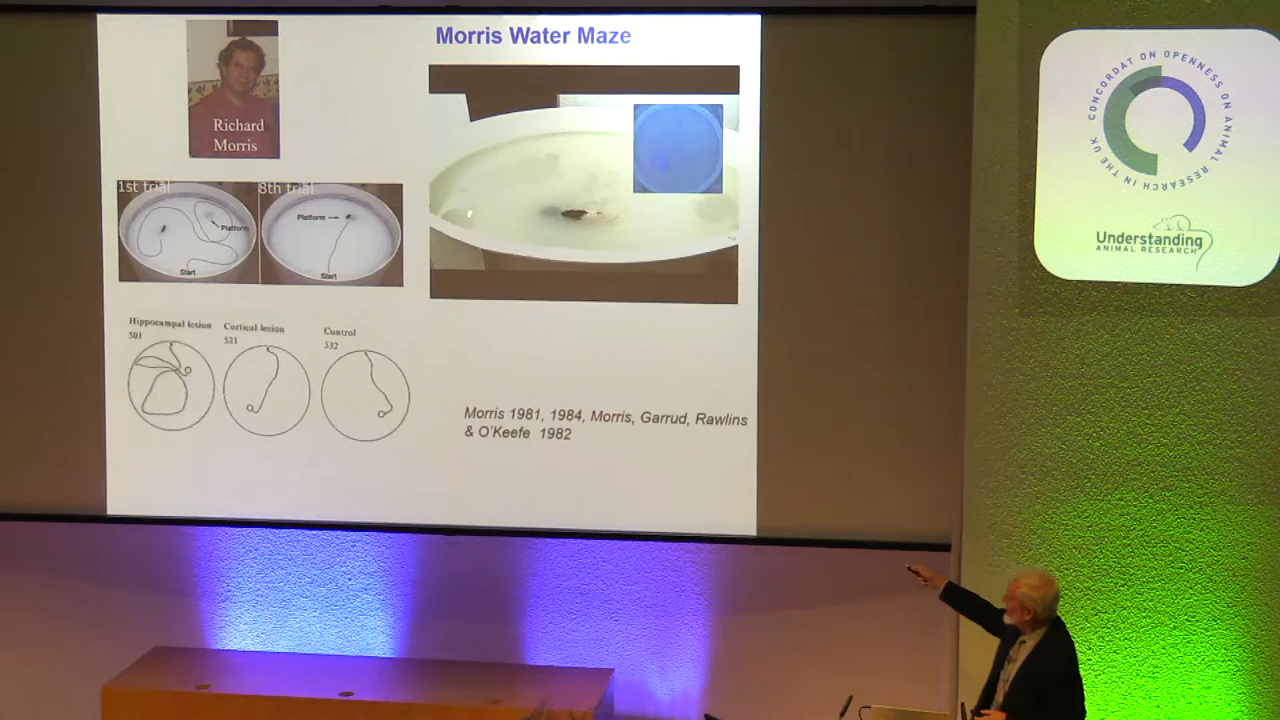 Morris Water Maze
Richard
Morris
1st trial
8th trial
Platform
Start
Platform
Start
Hippocampal lesion
501
Cortical lesion
521
Control
532
Morris 1981, 1984, Morris, Garrud, Rawlins
& O'Keefe 1982
CONCORDAT ON OPENNESS ON ANIMAL RESEARCH IN THE UK
Understanding
ANIMAL RESEARCH